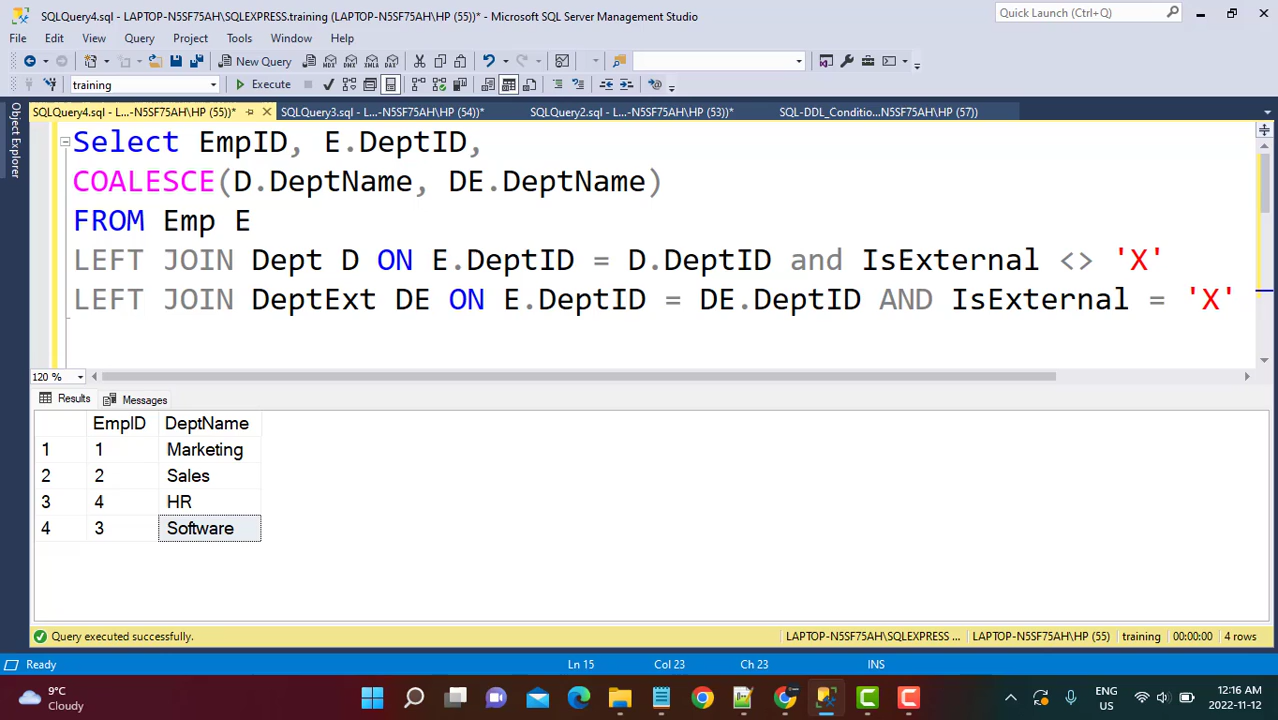 SQLQuery4.sql - LAPTOP-N5SF75AH\SQLEXPRESS.training (LAPTOP-N5SF75AH\HP (55))* - Microsoft SQL Server Management Studio
Quick Launch (Ctrl+Q)
File Edit View Query Project Tools Window Help
New Query
training
Execute
SQLQuery4.sql - L...-N5SF75AH\HP (55))* SQLQuery3.sql - L...-N5SF75AH\HP (54))* SQLQuery2.sql - L...-N5SF75AH\HP (53))* SQL-DDL_Conditio...N5SF75AH\HP (57))
Object Explorer
Select EmpID, E.DeptID,
COALESCE(D.DeptName, DE.DeptName)
FROM Emp E
LEFT JOIN Dept D ON E.DeptID = D.DeptID and IsExternal <> 'X'
LEFT JOIN DeptExt DE ON E.DeptID = DE.DeptID AND IsExternal = 'X'
120 %
Results Messages
EmpID DeptName
1 1 Marketing
2 2 Sales
3 4 HR
4 3 Software
Query executed successfully. LAPTOP-N5SF75AH\SQLEXPRESS ... LAPTOP-N5SF75AH\HP (55) training 00:00:00 4 rows
Ready Ln 15 Col 23 Ch 23 INS
9°C
Cloudy
ENG
US
12:16 AM
2022-11-12